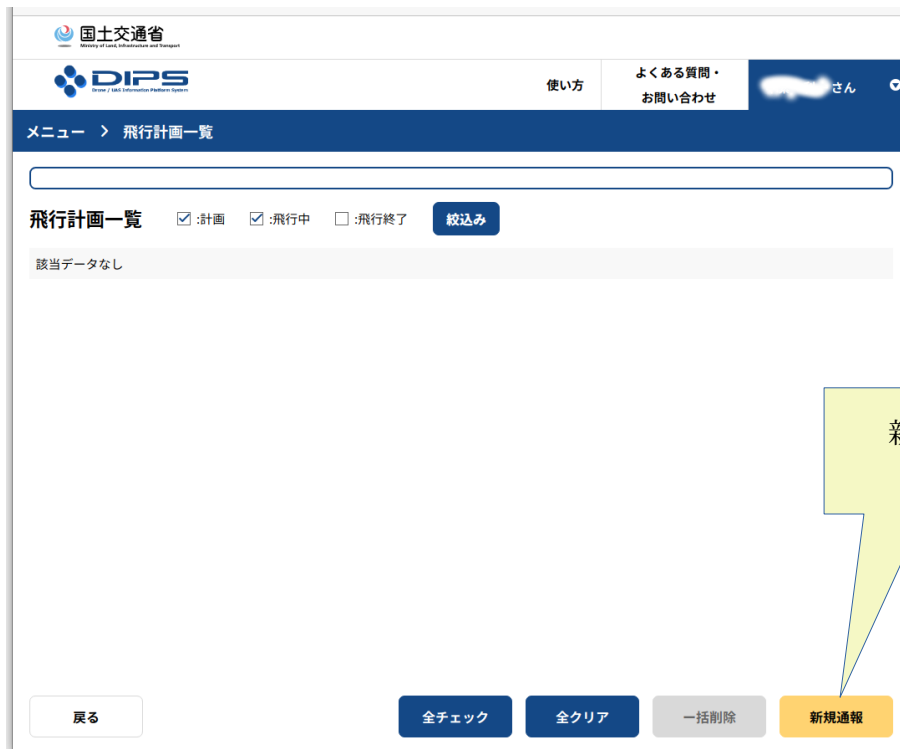 国土交通省
Ministry of Land, Infrastructure and Transport
DIPS
Drone / UAS Information Platform System
使い方
よくある質問・
お問い合わせ
さん
メニュー > 飛行計画一覧
飛行計画一覧 :計画 :飛行中 :飛行終了 絞込み
該当データなし
戻る 全チェック 全クリア 一括削除 新規通報